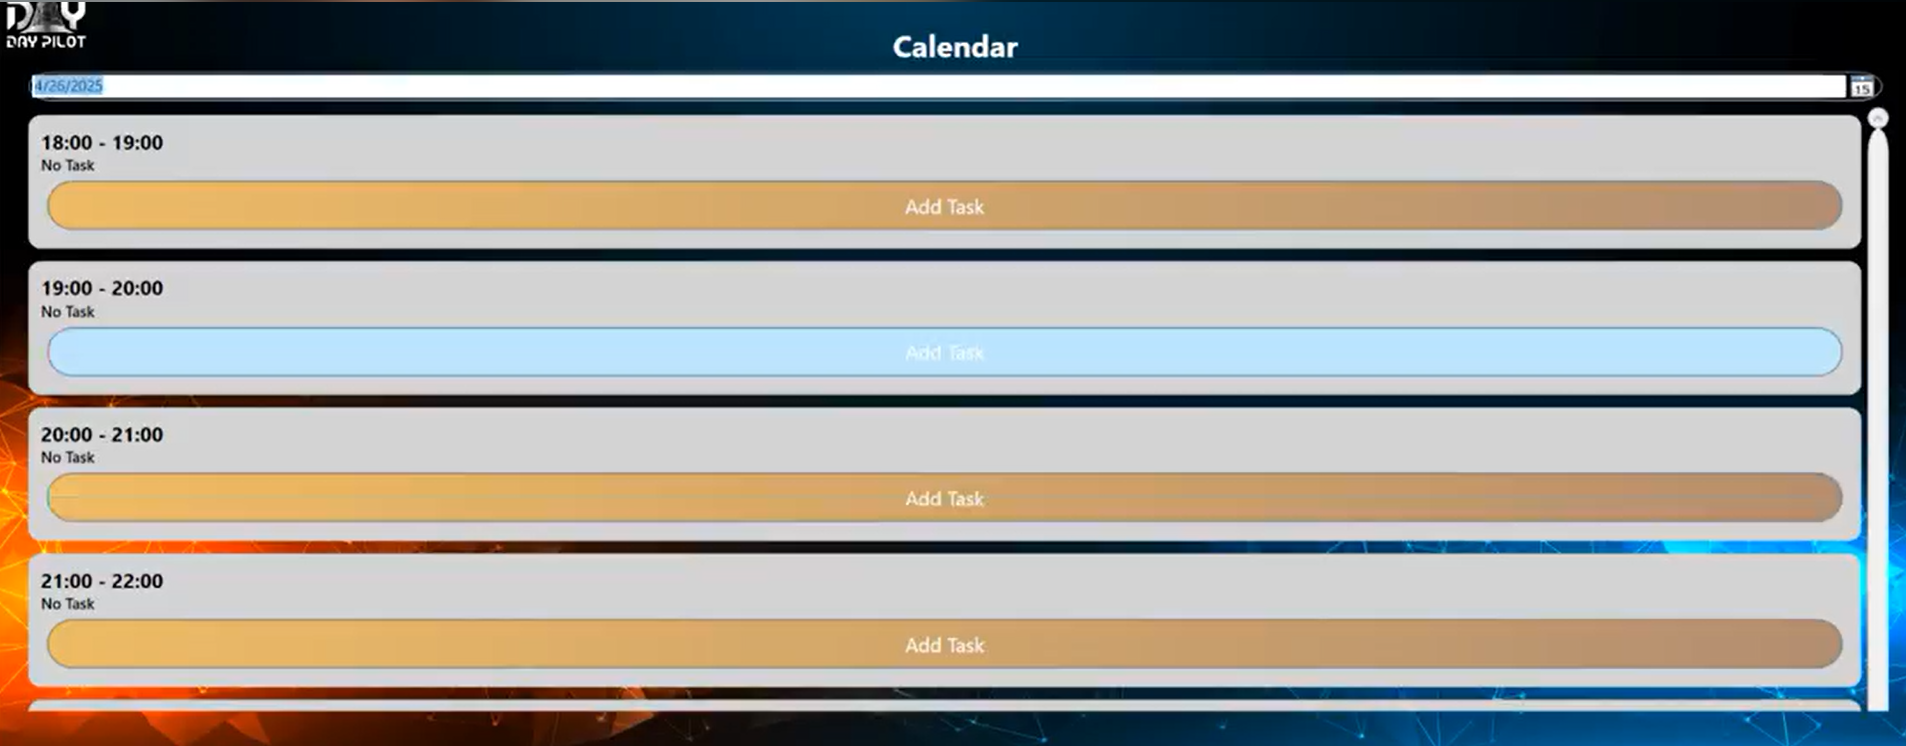 DAY
DAY PILOT
Calendar
4/26/2025
15
18:00 - 19:00
No Task
Add Task
19:00 - 20:00
No Task
Add Task
20:00 - 21:00
No Task
Add Task
21:00 - 22:00
No Task
Add Task